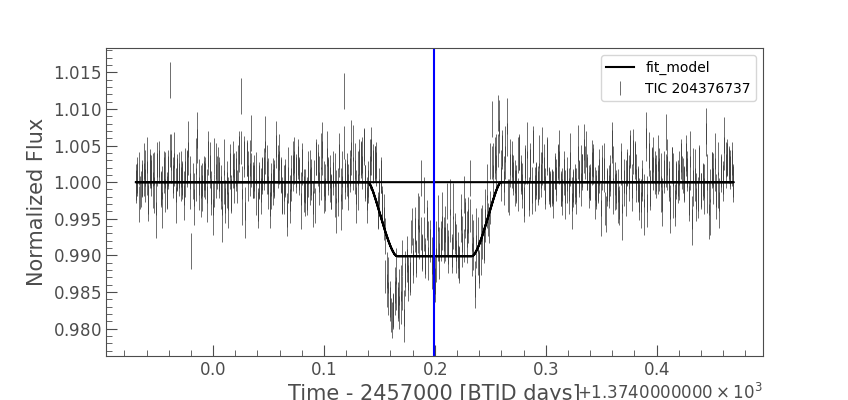 fit_model
TIC 204376737
Normalized Flux
1.015
1.010
1.005
1.000
0.995
0.990
0.985
0.980
0.0 0.1 0.2 0.3 0.4
Time - 2457000 [BTJD days]
+1.3740000000 × 10³